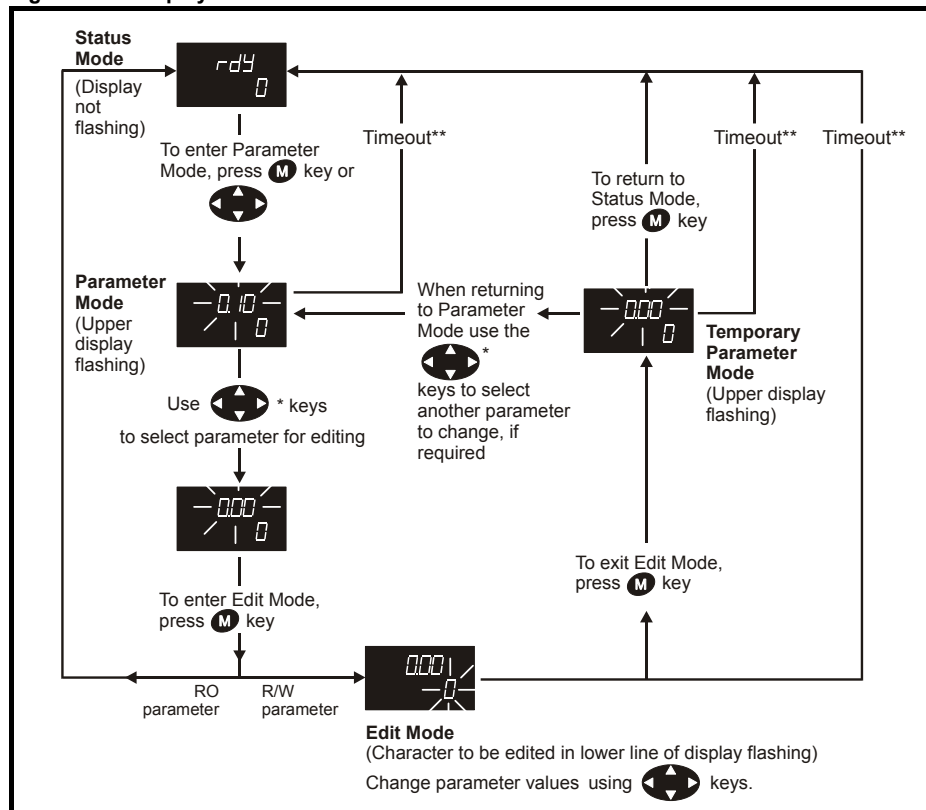 Status
Mode
(Display
not
flashing)
rdY
0
To enter Parameter
Mode, press M key or
Timeout**
To return to
Status Mode,
press M key
Timeout**
Timeout**
Parameter
Mode
(Upper
display
flashing)
0.10
0
When returning
to Parameter
Mode use the
*
keys to select
another parameter
to change, if
required
0.00
0
Temporary
Parameter
Mode
(Upper display
flashing)
Use * keys
to select parameter for editing
0.00
0
To enter Edit Mode,
press M key
To exit Edit Mode,
press M key
RO
parameter
R/W
parameter
0.00
0
Edit Mode
(Character to be edited in lower line of display flashing)
Change parameter values using keys.